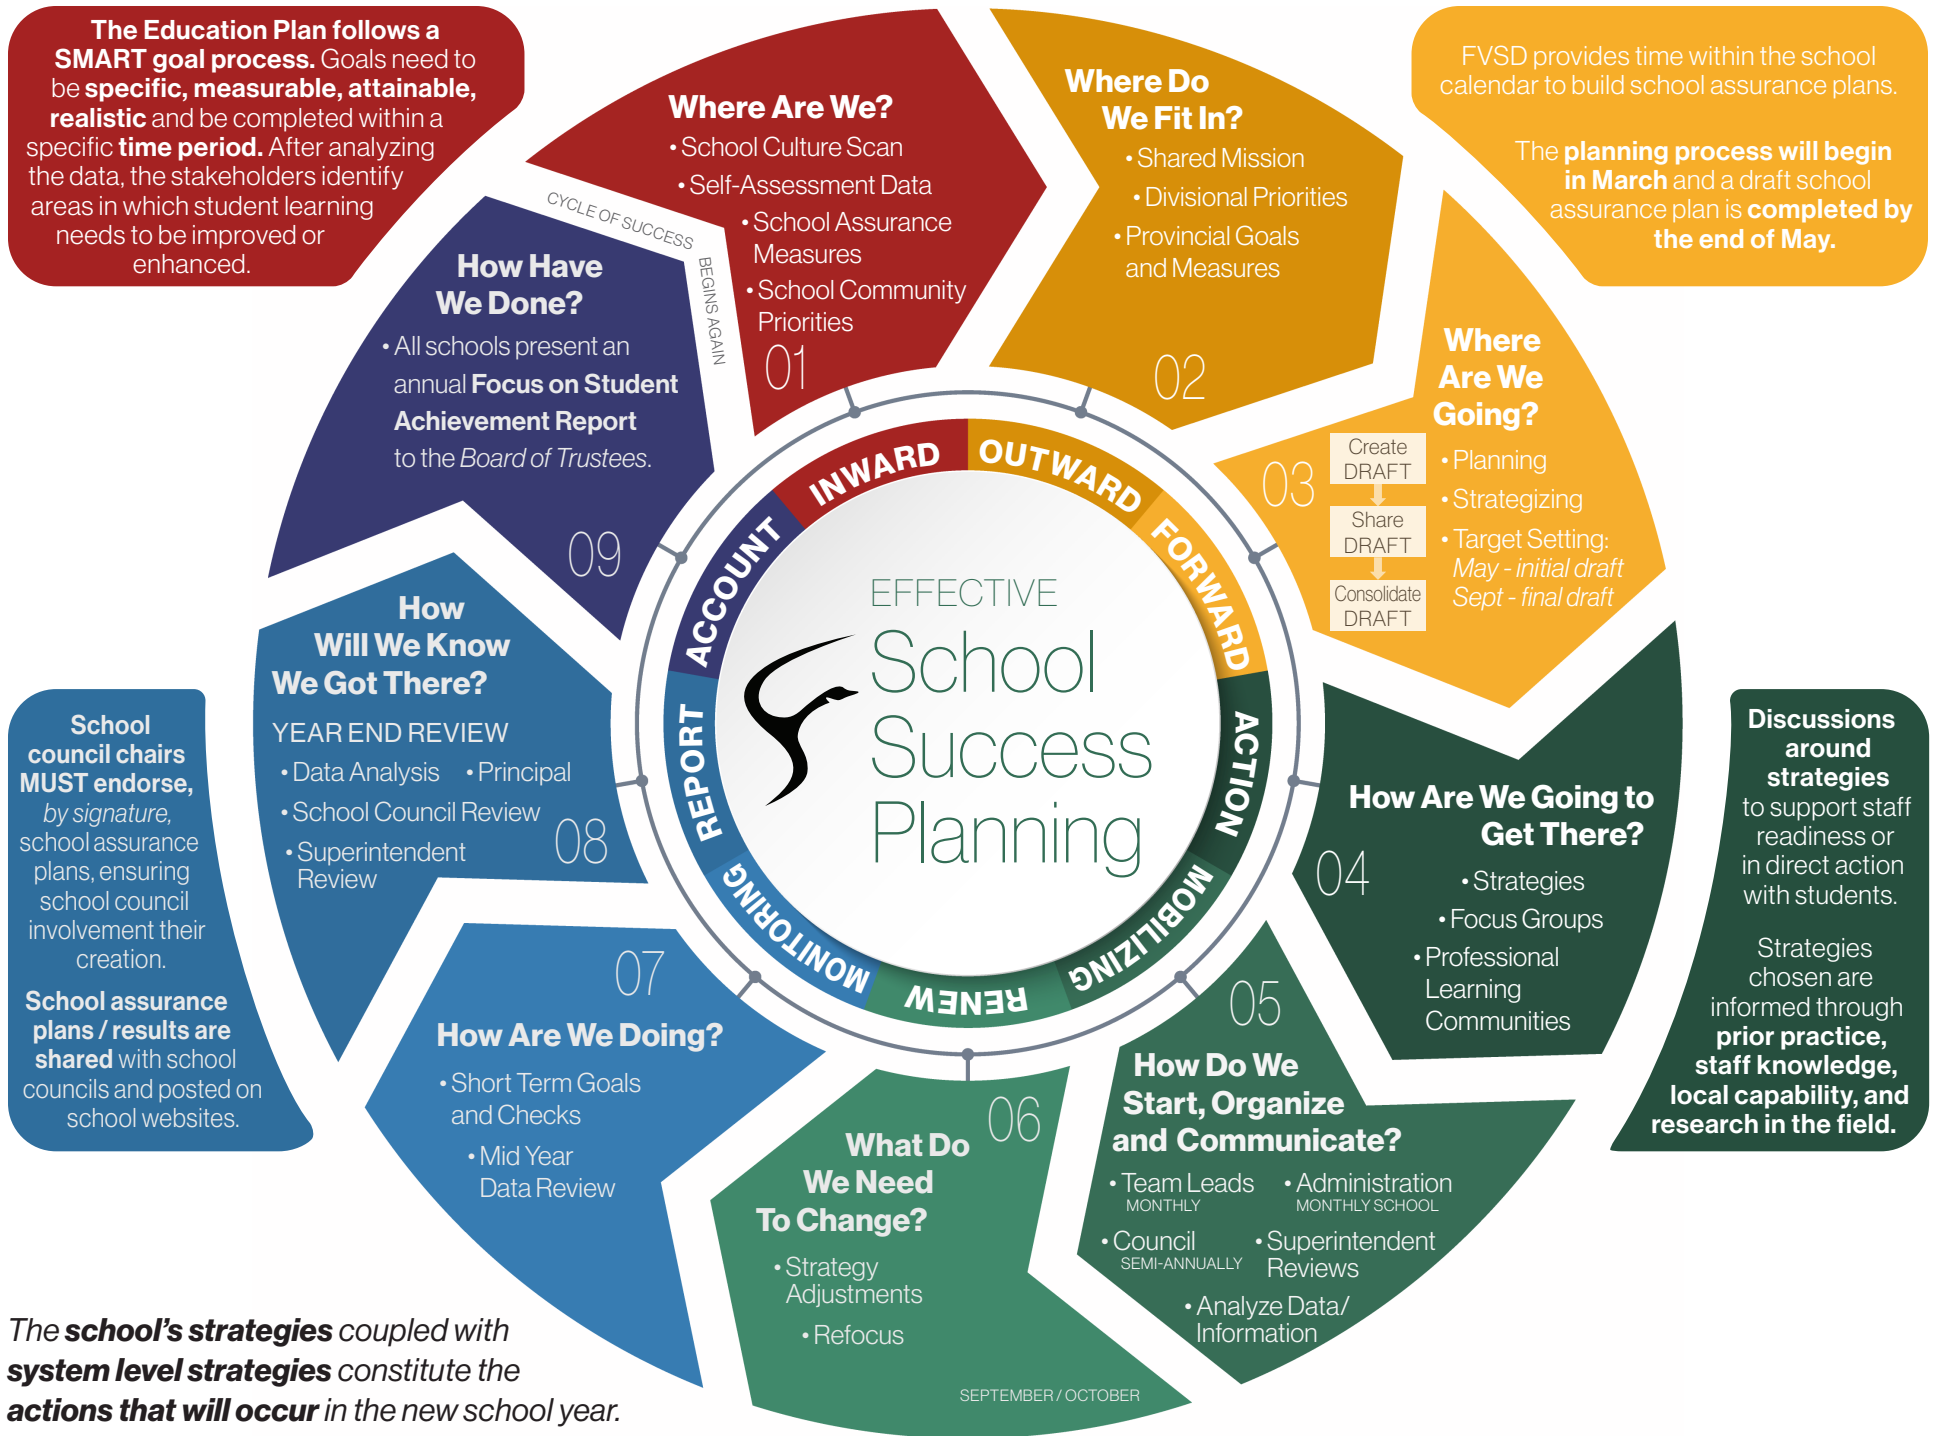 The Education Plan follows a
SMART goal process. Goals need to
be specific, measurable, attainable,
realistic and be completed within a
specific time period. After analyzing
the data, the stakeholders identify
areas in which student learning
needs to be improved or
enhanced.
Where Are We?
• School Culture Scan
• Self-Assessment Data
• School Assurance
Measures
• School Community
Priorities
01
Where Do
We Fit In?
• Shared Mission
• Divisional Priorities
• Provincial Goals
and Measures
02
FVSD provides time within the school
calendar to build school assurance plans.
The planning process will begin
in March and a draft school
assurance plan is completed by
the end of May.
Where
Are We
Going?
03
Create
DRAFT
Share
DRAFT
Consolidate
DRAFT
• Planning
• Strategizing
• Target Setting:
May - initial draft
Sept - final draft
How Are We Going to
Get There?
04
• Strategies
• Focus Groups
• Professional
Learning
Communities
Discussions
around
strategies
to support staff
readiness or
in direct action
with students.
Strategies
chosen are
informed through
prior practice,
staff knowledge,
local capability, and
research in the field.
05
How Do We
Start, Organize
and Communicate?
• Team Leads
MONTHLY
• Administration
MONTHLY SCHOOL
• Council
SEMI-ANNUALLY
• Superintendent
Reviews
• Analyze Data/
Information
06
What Do
We Need
To Change?
• Strategy
Adjustments
• Refocus
SEPTEMBER / OCTOBER
07
How Are We Doing?
• Short Term Goals
and Checks
• Mid Year
Data Review
How
Will We Know
We Got There?
YEAR END REVIEW
• Data Analysis • Principal
• School Council Review
• Superintendent
Review
08
School
council chairs
MUST endorse,
by signature,
school assurance
plans, ensuring
school council
involvement their
creation.
School assurance
plans / results are
shared with school
councils and posted on
school websites.
How Have
We Done?
• All schools present an
annual Focus on Student
Achievement Report
to the Board of Trustees.
09
CYCLE OF SUCCESS
BEGINS AGAIN
INWARD
OUTWARD
FORWARD
ACTION
MOBILIZING
RENEW
MONITORING
REPORT
ACCOUNT
EFFECTIVE
School
Success
Planning
The school's strategies coupled with
system level strategies constitute the
actions that will occur in the new school year.